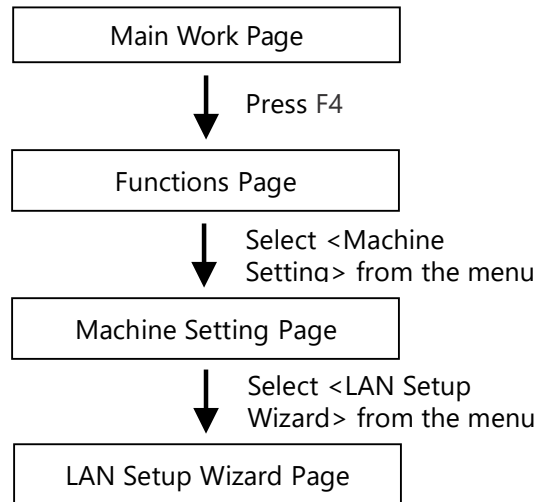 Main Work Page
Press F4
Functions Page
Select <Machine
Setting> from the menu
Machine Setting Page
Select <LAN Setup
Wizard> from the menu
LAN Setup Wizard Page